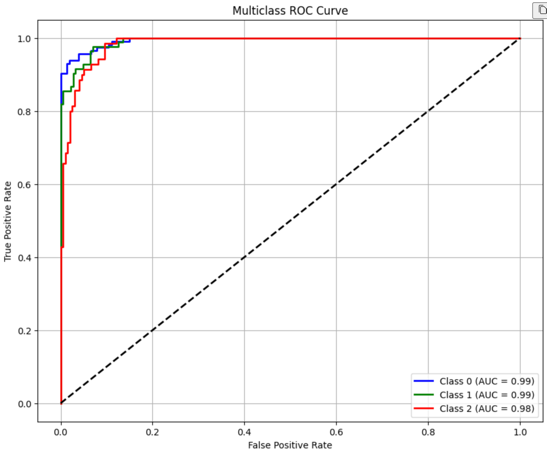 Multiclass ROC Curve
True Positive Rate
1.0
0.8
0.6
0.4
0.2
0.0
0.0 0.2 0.4 0.6 0.8 1.0
False Positive Rate
Class 0 (AUC = 0.99)
Class 1 (AUC = 0.99)
Class 2 (AUC = 0.98)